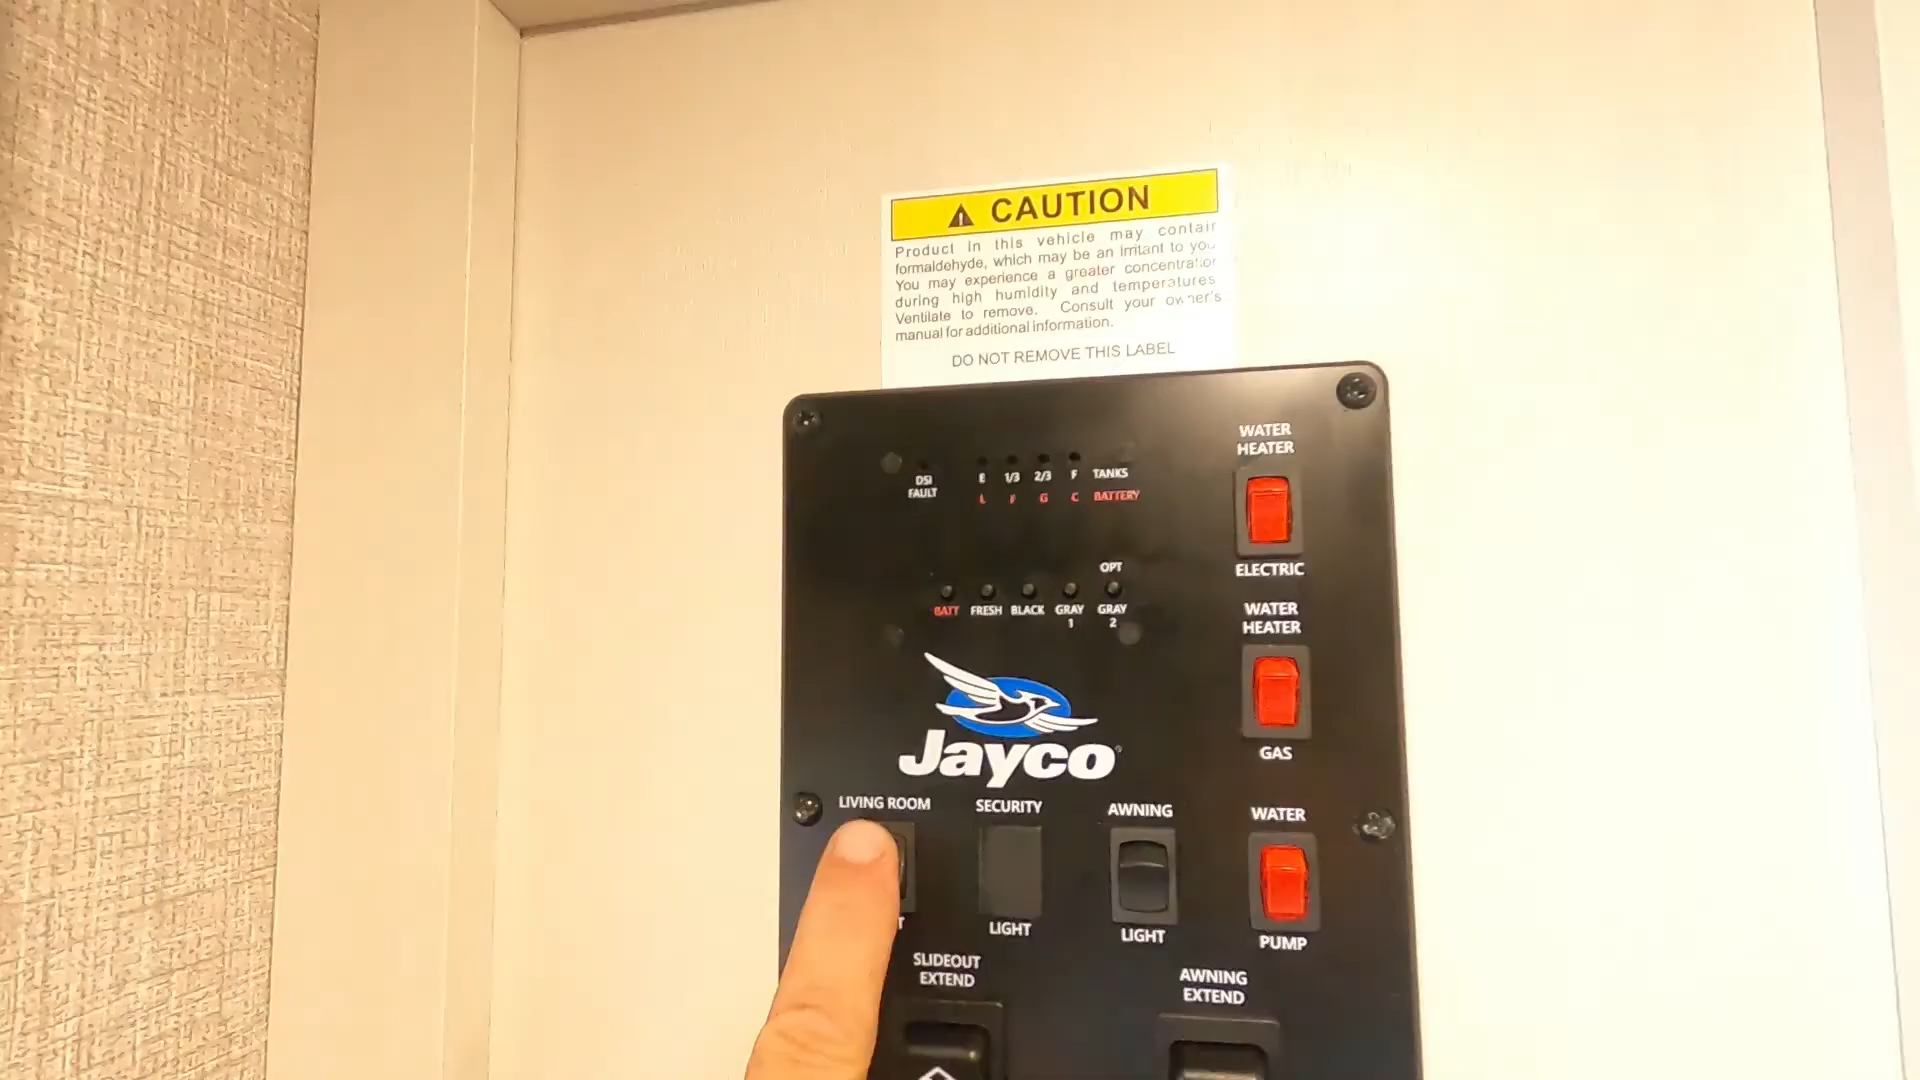 CAUTION
Product in this vehicle may contain
formaldehyde, which may be an irritant to you
You may experience a greater concentration
during high humidity and temperatures
Ventilate to remove. Consult your owner's
manual for additional information.
DO NOT REMOVE THIS LABEL
WATER
HEATER
DSI
FAULT
E 1/3 2/3 F TANKS
L F G C BATTERY
ELECTRIC
OPT
BATT FRESH BLACK GRAY
1
GRAY
2
WATER
HEATER
GAS
Jayco
LIVING ROOM
SECURITY
LIGHT
AWNING
LIGHT
WATER
PUMP
SLIDEOUT
EXTEND
AWNING
EXTEND